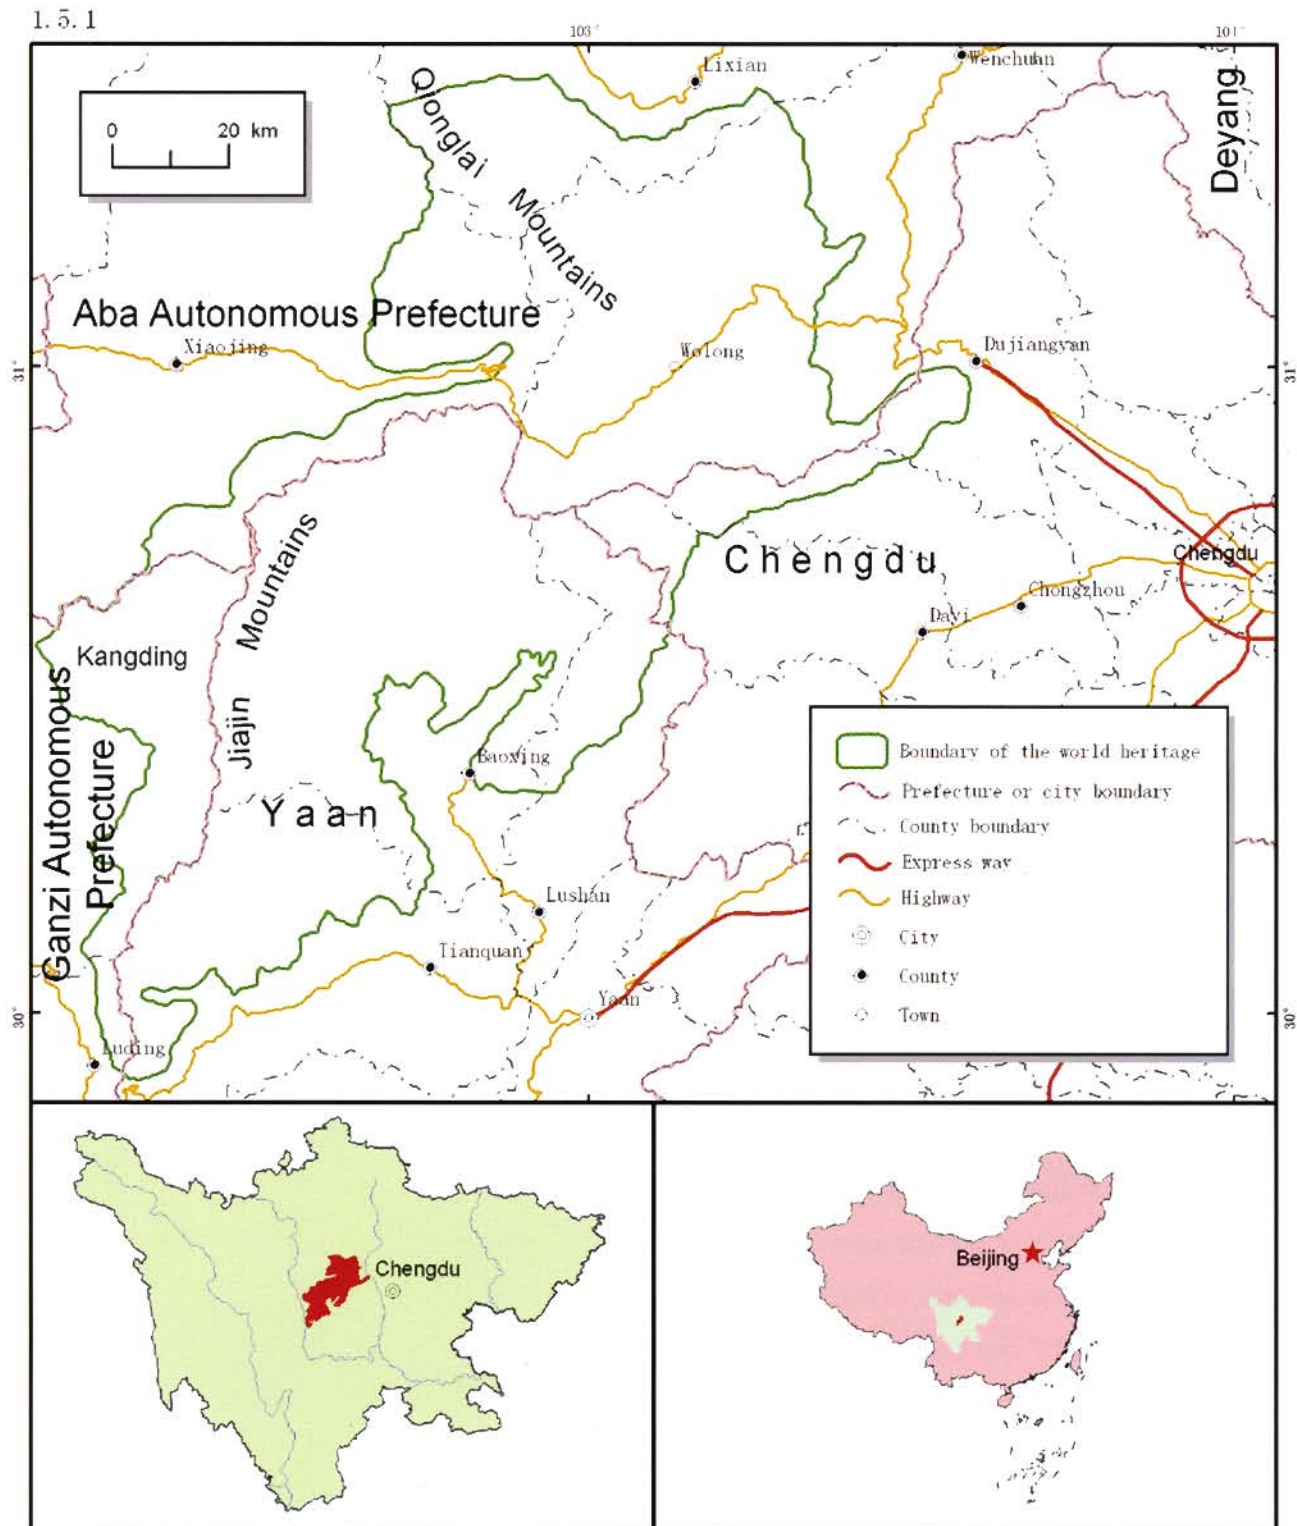 1.5.1
103°
104°
Lixian
Wenchuan
Qionglai
Mountains
Deyang
0 20 km
Aba Autonomous Prefecture
Xiaojing
Wolong
Dujiangyan
31°
31°
Jiajin
Mountains
Chengdu
Chengdu
Chongzhou
Dayi
Kangding
Ganzi Autonomous
Prefecture
Yaan
Baoxing
Lushan
Tianquan
Yaan
Luding
30°
30°
Boundary of the world heritage
Prefecture or city boundary
County boundary
Express way
Highway
City
County
Town
Chengdu
Beijing